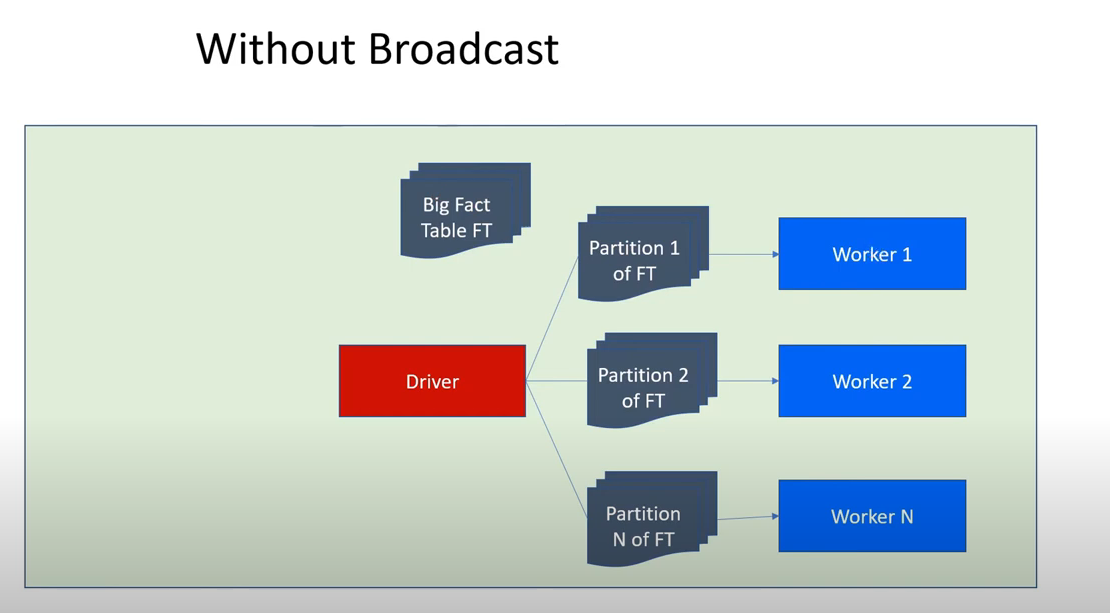 Without Broadcast
Big Fact
Table FT
Partition 1
of FT
Worker 1
Driver
Partition 2
of FT
Worker 2
Partition
N of FT
Worker N